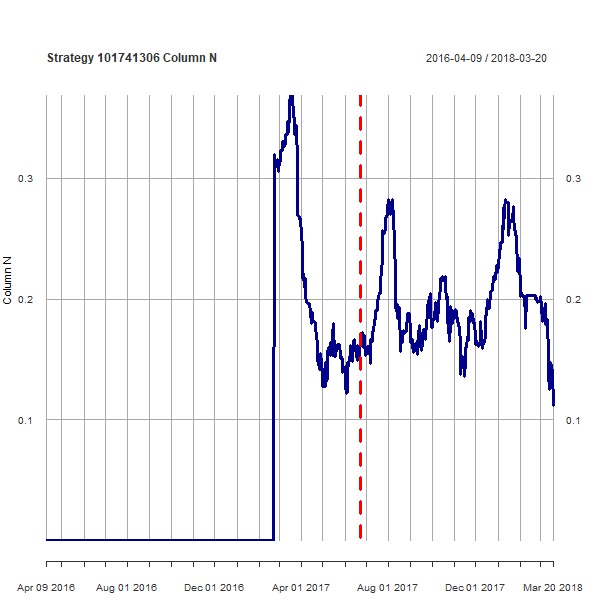 Strategy 101741306 Column N
2016-04-09 / 2018-03-20
0.3
0.3
Column N
0.2
0.2
0.1
0.1
Apr 09 2016
Aug 01 2016
Dec 01 2016
Apr 01 2017
Aug 01 2017
Dec 01 2017
Mar 20 2018